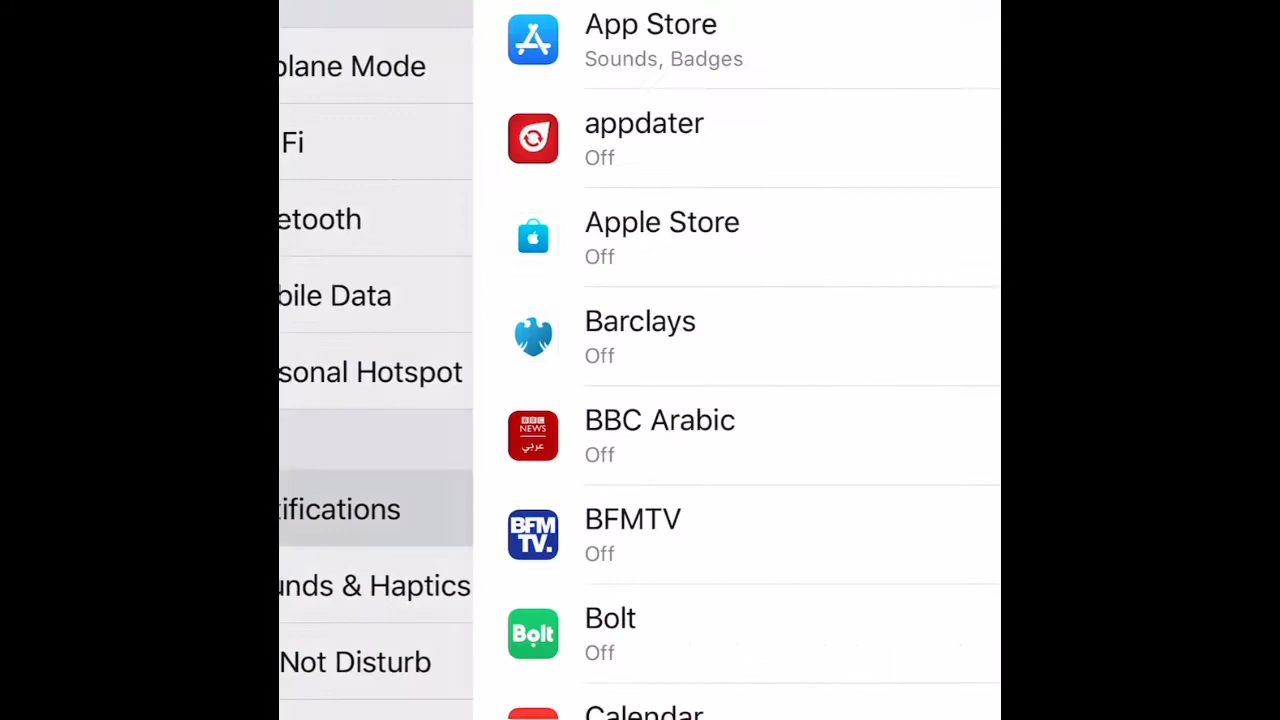 plane Mode
Fi
etooth
bile Data
sonal Hotspot
tifications
unds & Haptics
Not Disturb
App Store
Sounds, Badges
appdater
Off
Apple Store
Off
Barclays
Off
BBC
NEWS
عربي
BBC Arabic
Off
BFM
TV.
BFMTV
Off
Bolt
Bolt
Off
Calendar